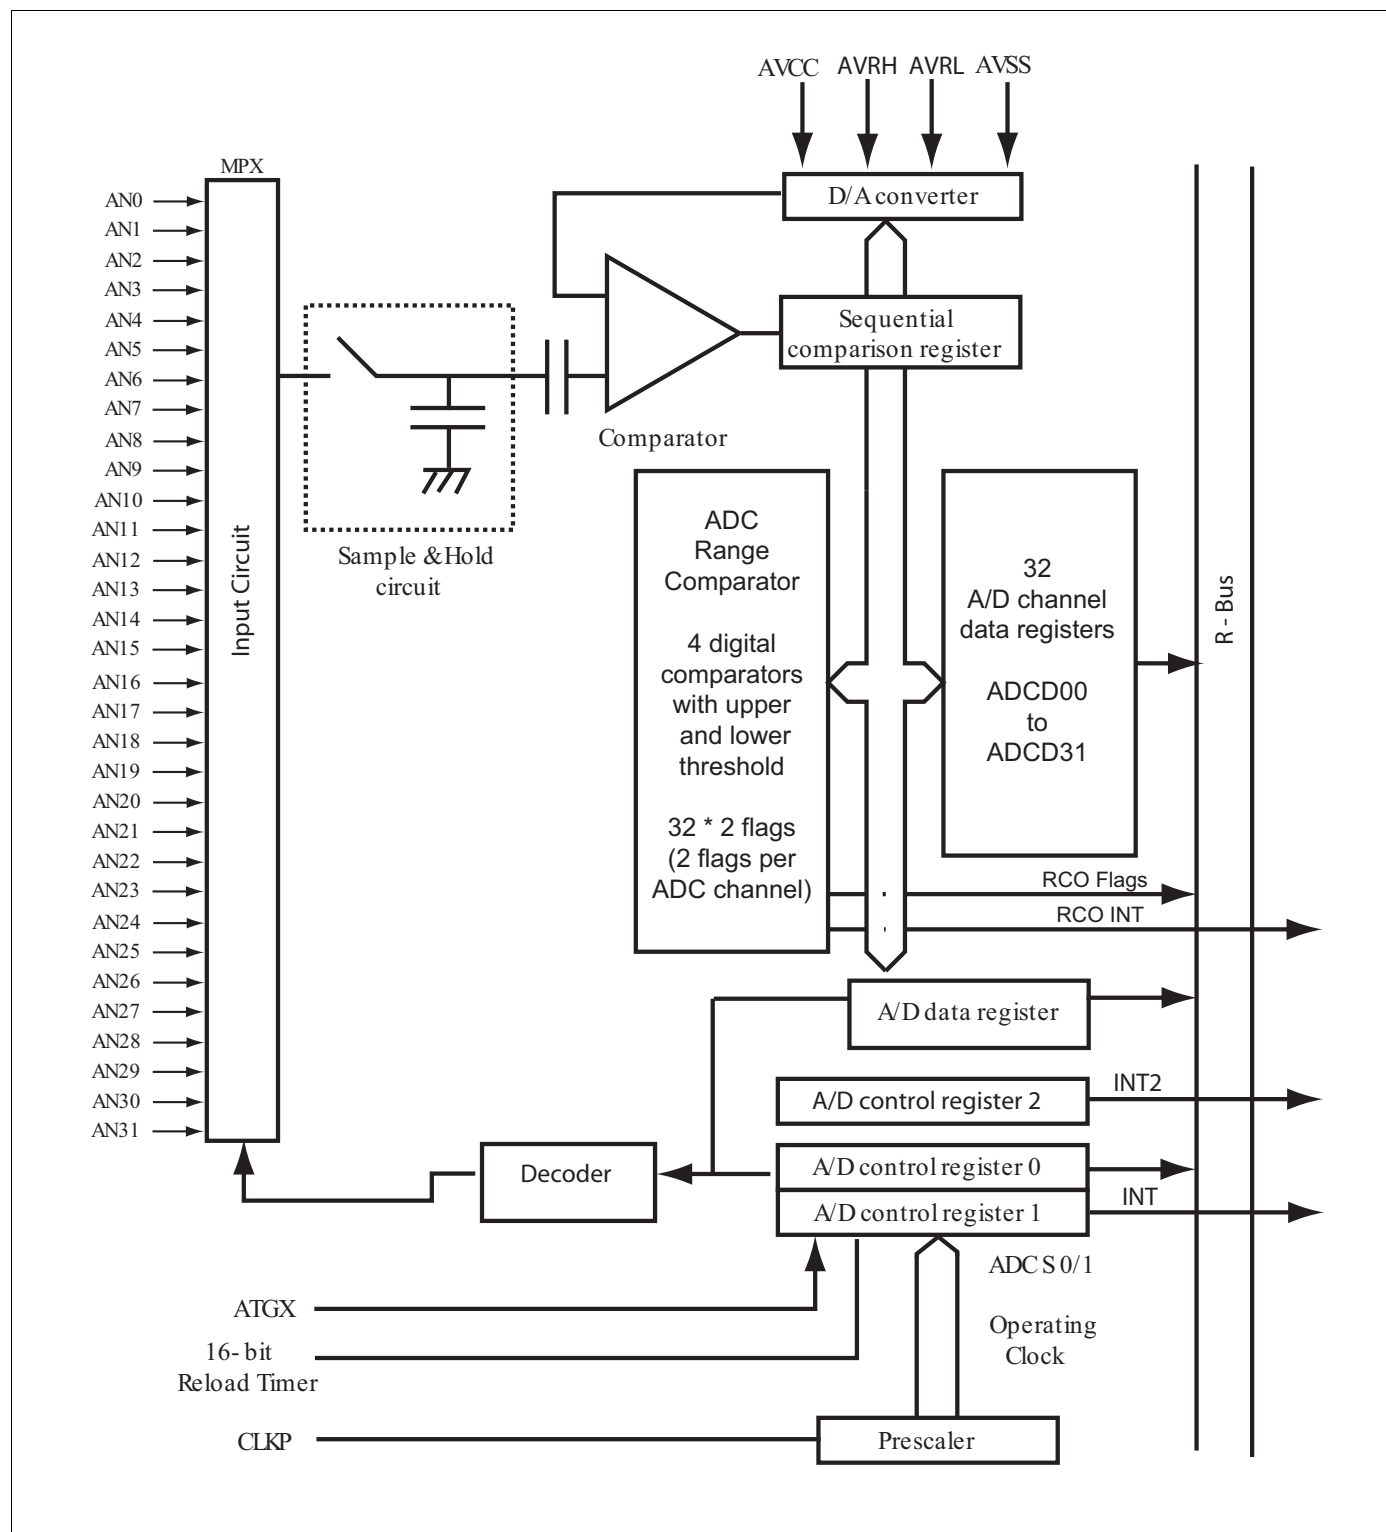 AVCC AVRH AVRL AVSS
MPX
D/A converter
AN0
AN1
AN2
AN3
AN4
AN5
AN6
AN7
AN8
AN9
AN10
AN11
AN12
AN13
AN14
AN15
AN16
AN17
AN18
AN19
AN20
AN21
AN22
AN23
AN24
AN25
AN26
AN27
AN28
AN29
AN30
AN31
Input Circuit
Sample &Hold
circuit
Comparator
Sequential
comparison register
ADC
Range
Comparator
4 digital
comparators
with upper
and lower
threshold
32 * 2 flags
(2 flags per
ADC channel)
32
A/D channel
data registers
ADCD00
to
ADCD31
R - Bus
RCO Flags
RCO INT
A/D data register
A/D control register 2
INT2
Decoder
A/D control register 0
A/D control register 1
INT
ADCS0/1
ATGX
16-bit
Reload Timer
Operating
Clock
CLKP
Prescaler